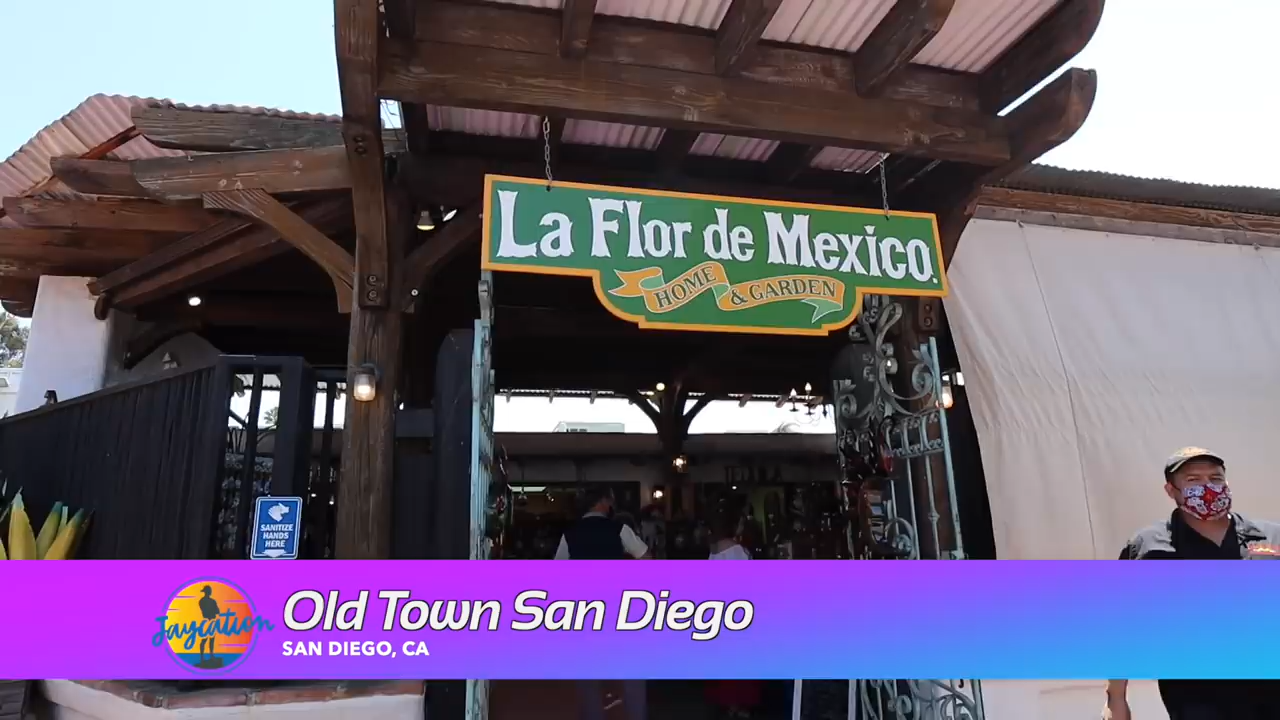 La Flor de Mexico.
HOME & GARDEN
SANITIZE
HANDS
HERE
Jaycation
Old Town San Diego
SAN DIEGO, CA